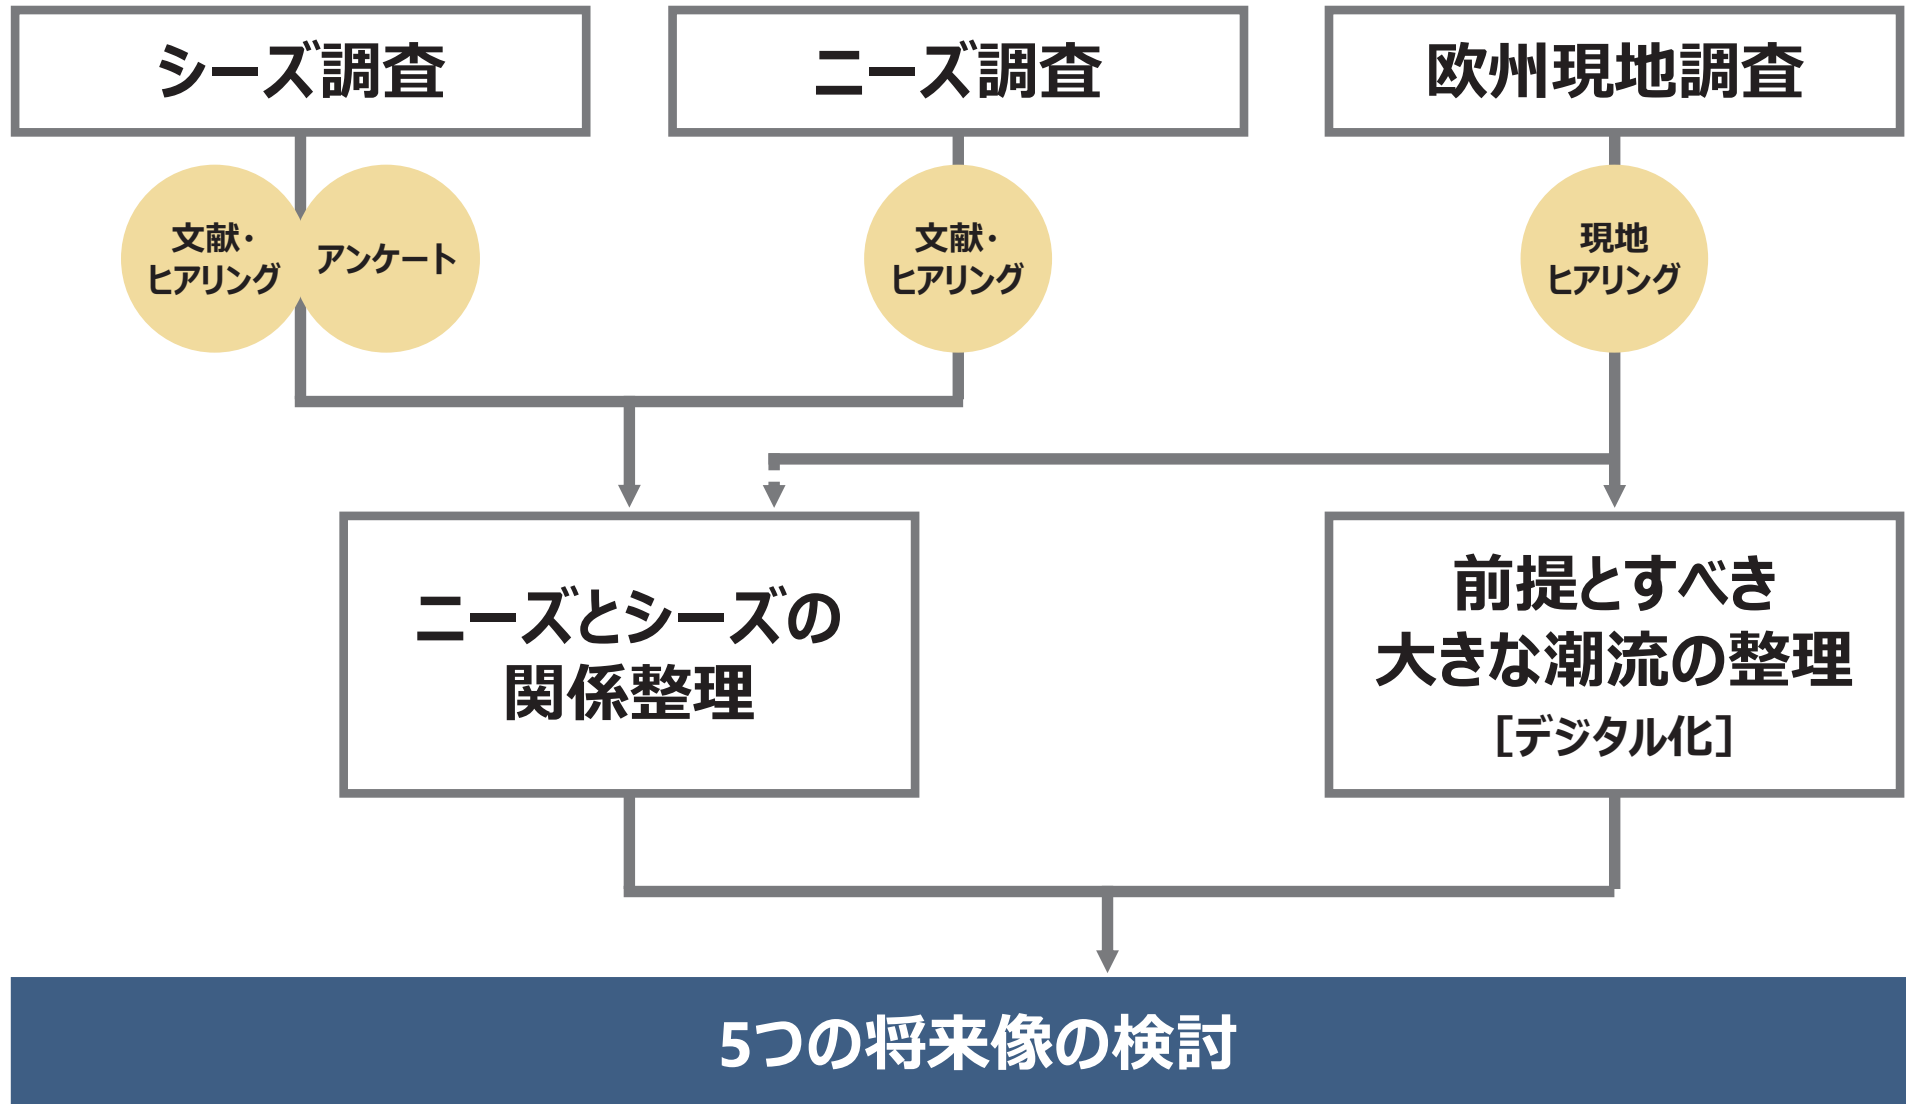 シーズ調査
ニーズ調査
欧州現地調査
文献・
ヒアリング
アンケート
文献・
ヒアリング
現地
ヒアリング
ニーズとシーズの
関係整理
前提とすべき
大きな潮流の整理
［デジタル化］
5つの将来像の検討